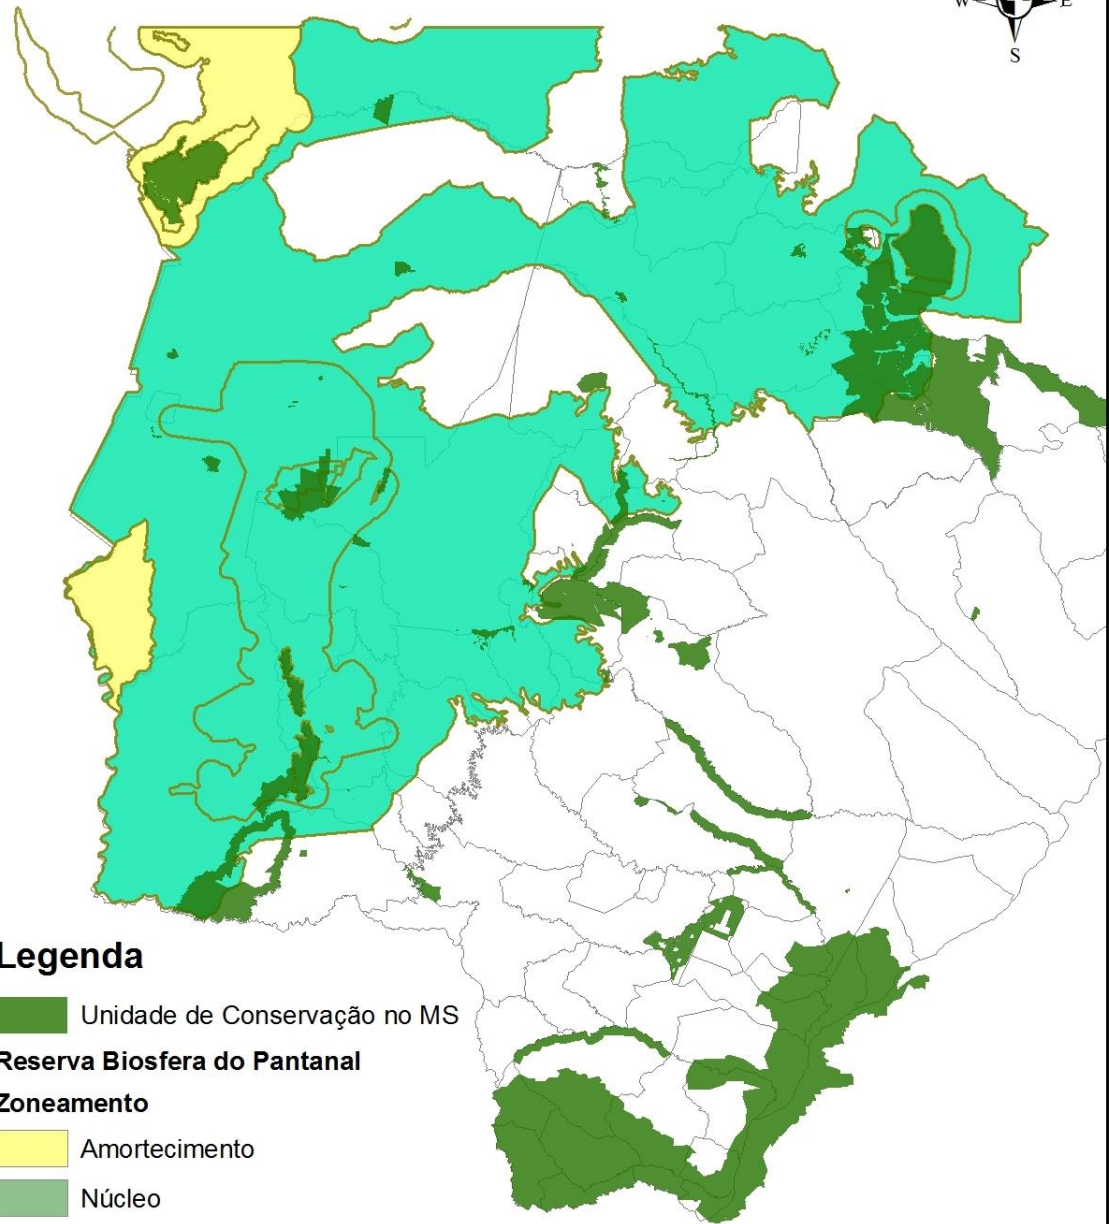 W E
S
Legenda
Unidade de Conservação no MS
Reserva Biosfera do Pantanal
Zoneamento
Amortecimento
Núcleo